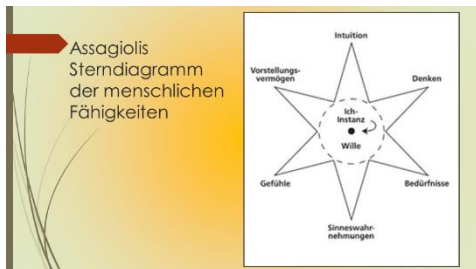 Assagiolis
Sterndiagramm
der menschlichen
Fähigkeiten
Intuition
Vorstellungs-
vermögen
Denken
Ich-
Instanz
Wille
Gefühle
Bedürfnisse
Sinneswahr-
nehmungen